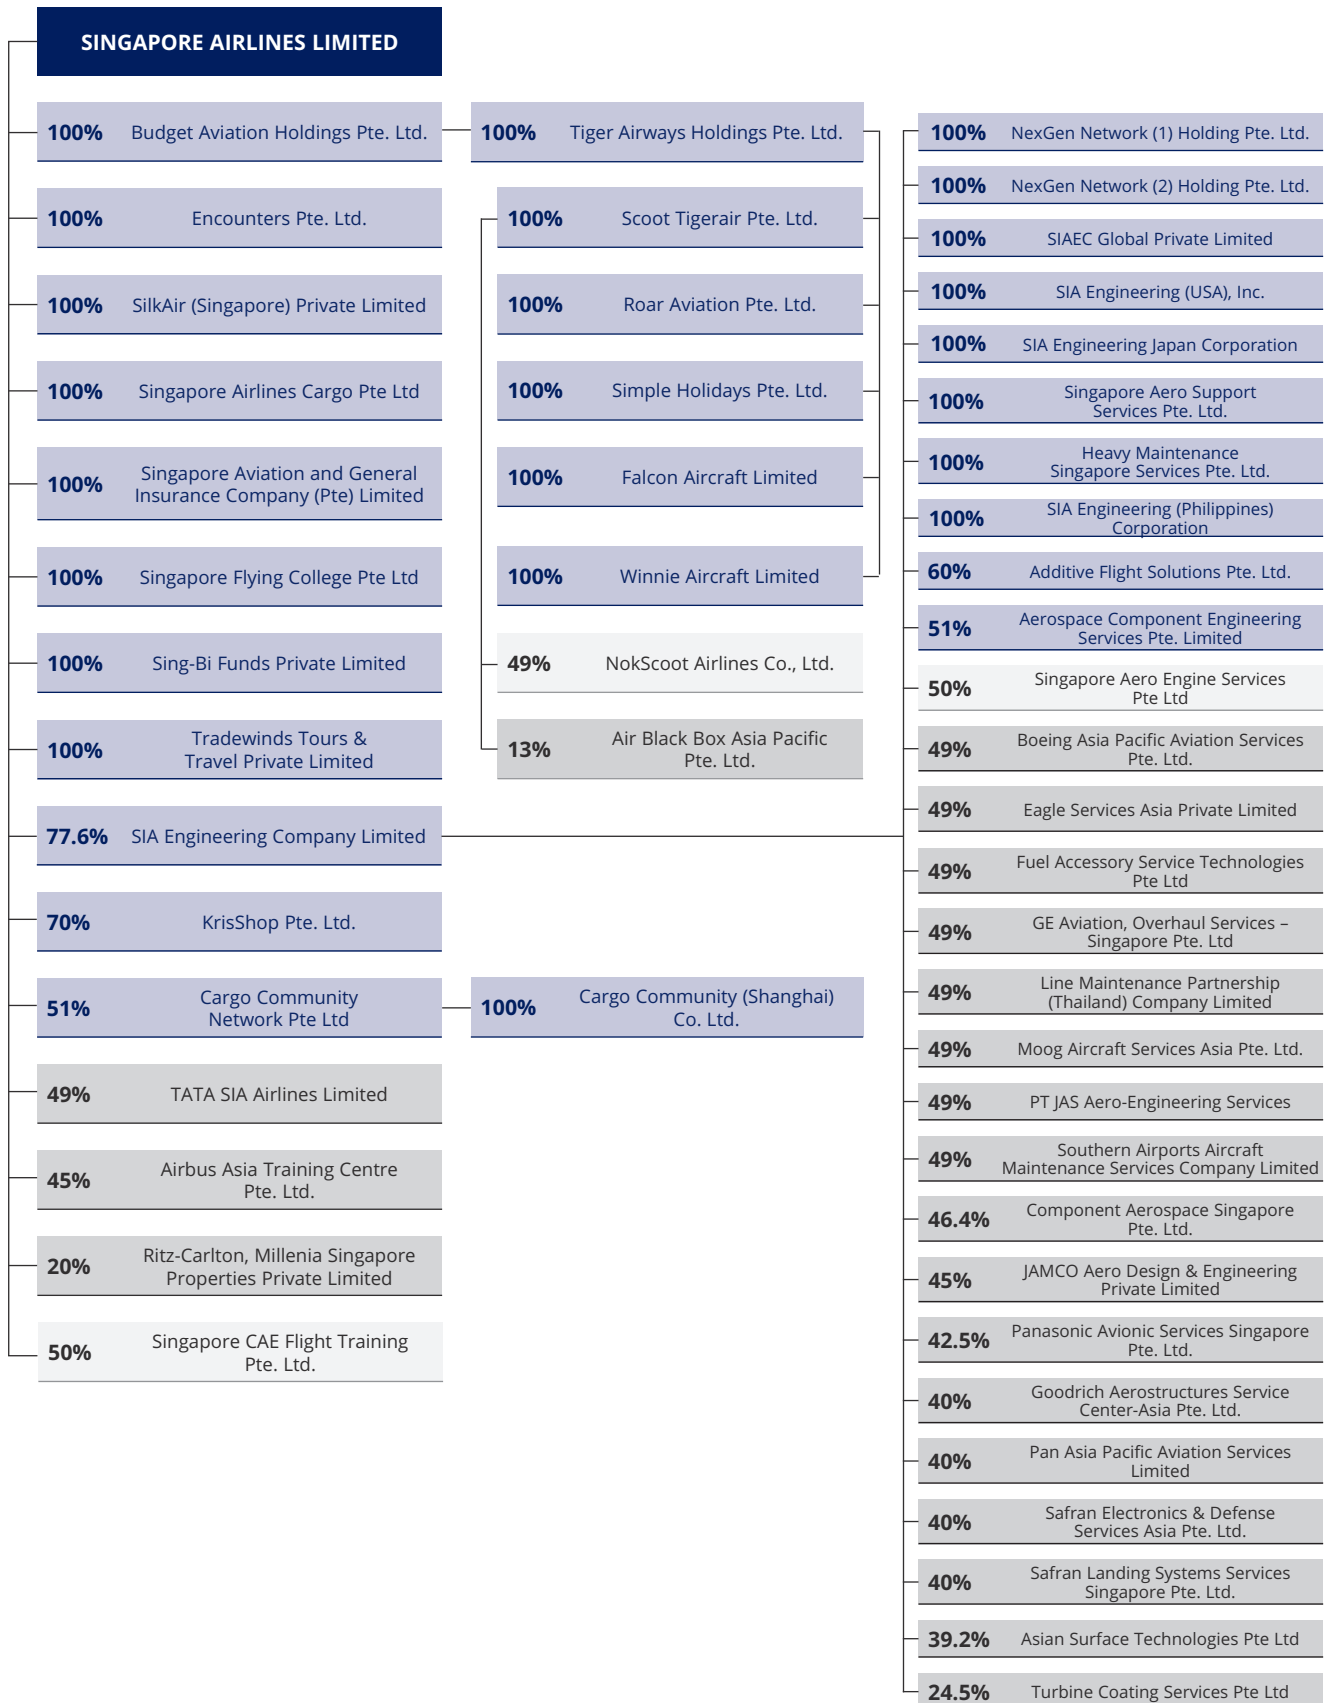 SINGAPORE AIRLINES LIMITED
100% Budget Aviation Holdings Pte. Ltd.
100% Encounters Pte. Ltd.
100% SilkAir (Singapore) Private Limited
100% Singapore Airlines Cargo Pte Ltd
100% Singapore Aviation and General
Insurance Company (Pte) Limited
100% Singapore Flying College Pte Ltd
100% Sing-Bi Funds Private Limited
100% Tradewinds Tours &
Travel Private Limited
77.6% SIA Engineering Company Limited
70% KrisShop Pte. Ltd.
51% Cargo Community
Network Pte Ltd
49% TATA SIA Airlines Limited
45% Airbus Asia Training Centre
Pte. Ltd.
20% Ritz-Carlton, Millenia Singapore
Properties Private Limited
50% Singapore CAE Flight Training
Pte. Ltd.
100% Tiger Airways Holdings Pte. Ltd.
100% Scoot Tigerair Pte. Ltd.
100% Roar Aviation Pte. Ltd.
100% Simple Holidays Pte. Ltd.
100% Falcon Aircraft Limited
100% Winnie Aircraft Limited
49% NokScoot Airlines Co., Ltd.
13% Air Black Box Asia Pacific
Pte. Ltd.
100% Cargo Community (Shanghai)
Co. Ltd.
100% NexGen Network (1) Holding Pte. Ltd.
100% NexGen Network (2) Holding Pte. Ltd.
100% SIAEC Global Private Limited
100% SIA Engineering (USA), Inc.
100% SIA Engineering Japan Corporation
100% Singapore Aero Support
Services Pte. Ltd.
100% Heavy Maintenance
Singapore Services Pte. Ltd.
100% SIA Engineering (Philippines)
Corporation
60% Additive Flight Solutions Pte. Ltd.
51% Aerospace Component Engineering
Services Pte. Limited
50% Singapore Aero Engine Services
Pte Ltd
49% Boeing Asia Pacific Aviation Services
Pte. Ltd.
49% Eagle Services Asia Private Limited
49% Fuel Accessory Service Technologies
Pte Ltd
49% GE Aviation, Overhaul Services –
Singapore Pte. Ltd
49% Line Maintenance Partnership
(Thailand) Company Limited
49% Moog Aircraft Services Asia Pte. Ltd.
49% PT JAS Aero-Engineering Services
49% Southern Airports Aircraft
Maintenance Services Company Limited
46.4% Component Aerospace Singapore
Pte. Ltd.
45% JAMCO Aero Design & Engineering
Private Limited
42.5% Panasonic Avionic Services Singapore
Pte. Ltd.
40% Goodrich Aerostructures Service
Center-Asia Pte. Ltd.
40% Pan Asia Pacific Aviation Services
Limited
40% Safran Electronics & Defense
Services Asia Pte. Ltd.
40% Safran Landing Systems Services
Singapore Pte. Ltd.
39.2% Asian Surface Technologies Pte Ltd
24.5% Turbine Coating Services Pte Ltd